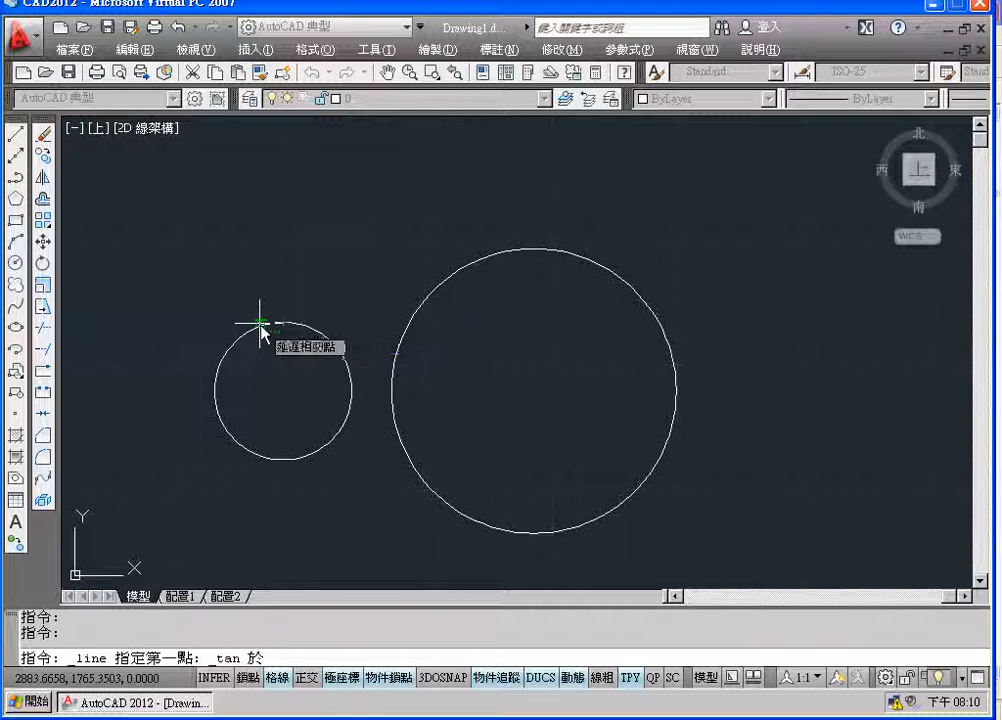 CAD2012 - Microsoft Virtual PC 2007
AutoCAD 典型
Drawing1.d...
鍵入關鍵字或詞組
登入
檔案(F) 編輯(E) 檢視(V) 插入(I) 格式(O) 工具(T) 繪製(D) 標註(N) 修改(M) 參數式(P) 視窗(W) 說明(H)
Standard
ISO-25
Stand
AutoCAD 典型
0
ByLayer
ByLayer
[−] [上] [2D 線架構]
北
西
上
東
南
WCS
延遲相切點
Y
X
模型 配置1 配置2
指令:
指令:
指令: _line 指定第一點: _tan 於
2883.6658, 1765.3503, 0.0000
INFER 鎖點 格線 正交 極座標 物件鎖點 3DOSNAP 物件追蹤 DUCS 動態 線粗 TPY QP SC
模型
1:1
開始
AutoCAD 2012 - [Drawin...
下午 08:10